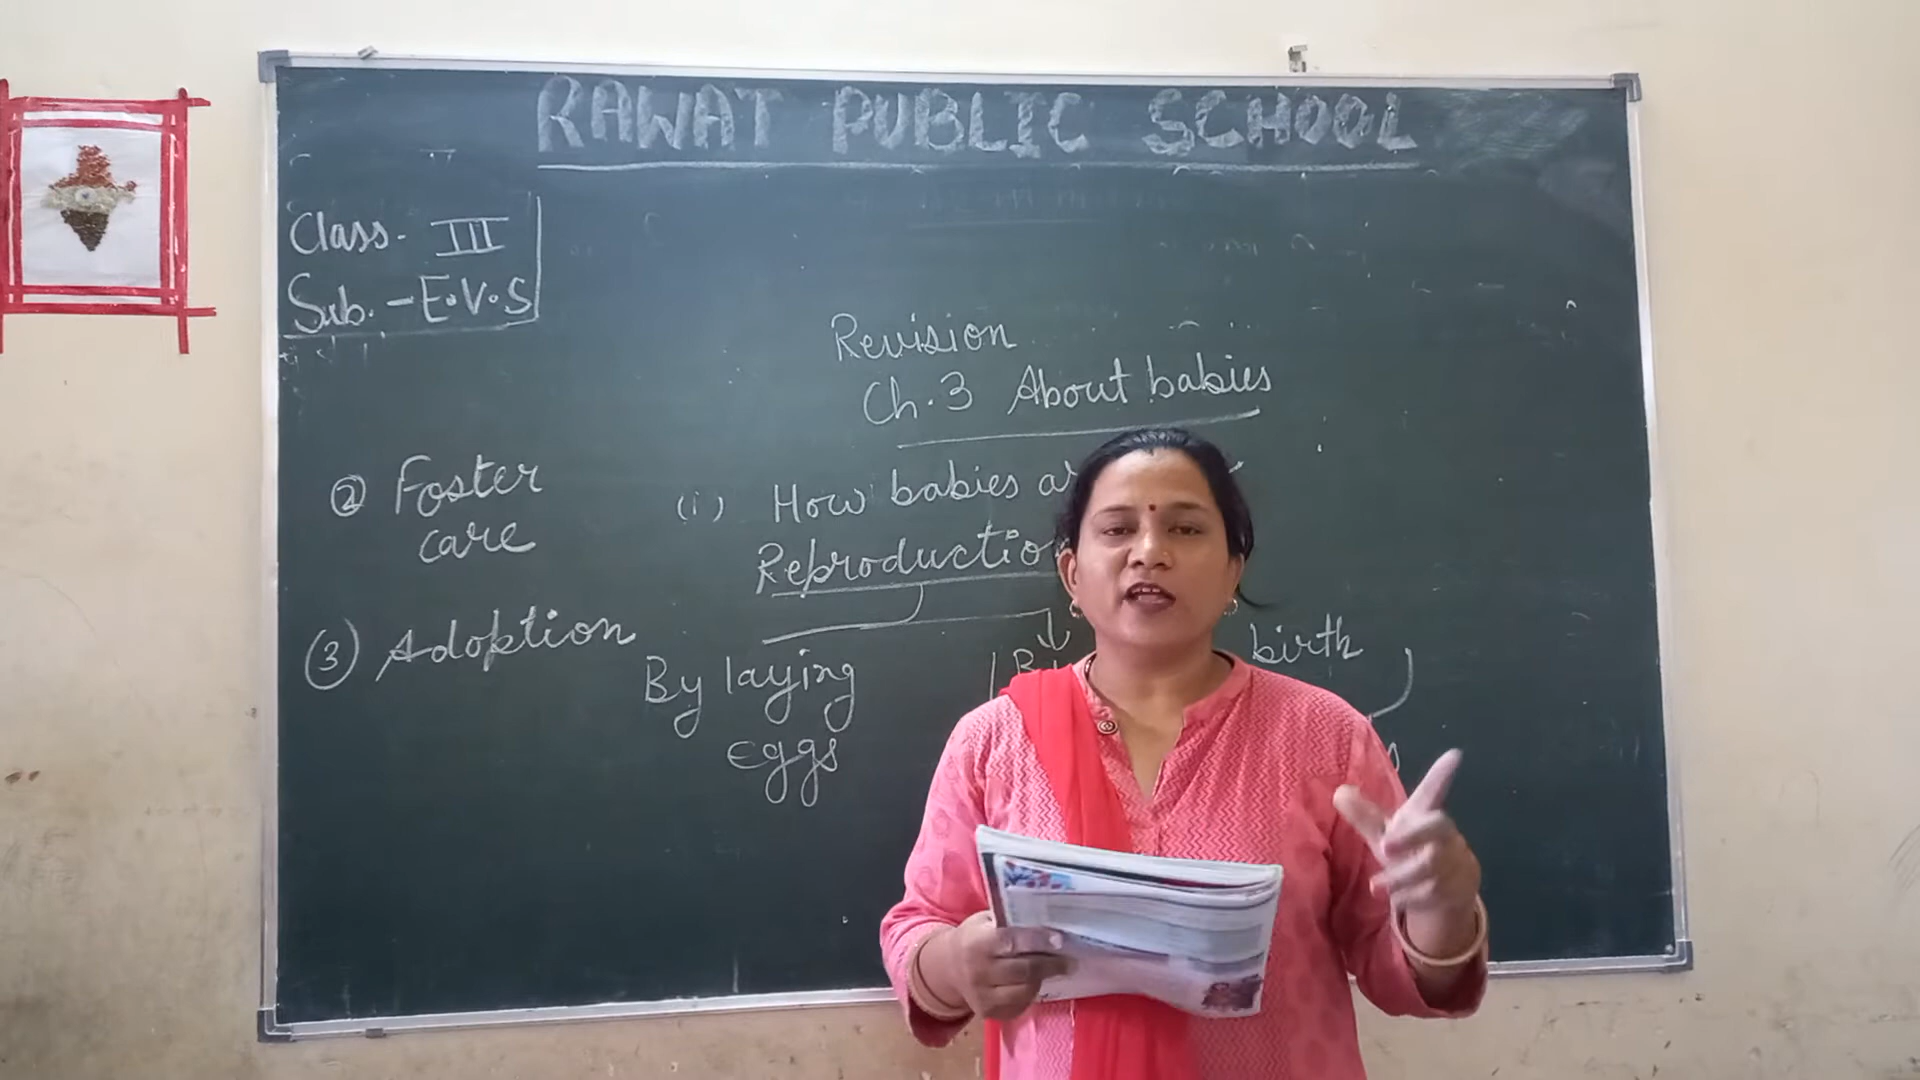 RAWAT PUBLIC SCHOOL
Class. III
Sub. - E.V.S
Revision
Ch. 3 About babies
(i) How babies
Reproduction
By laying
eggs
birth
② Foster
care
③ Adoption